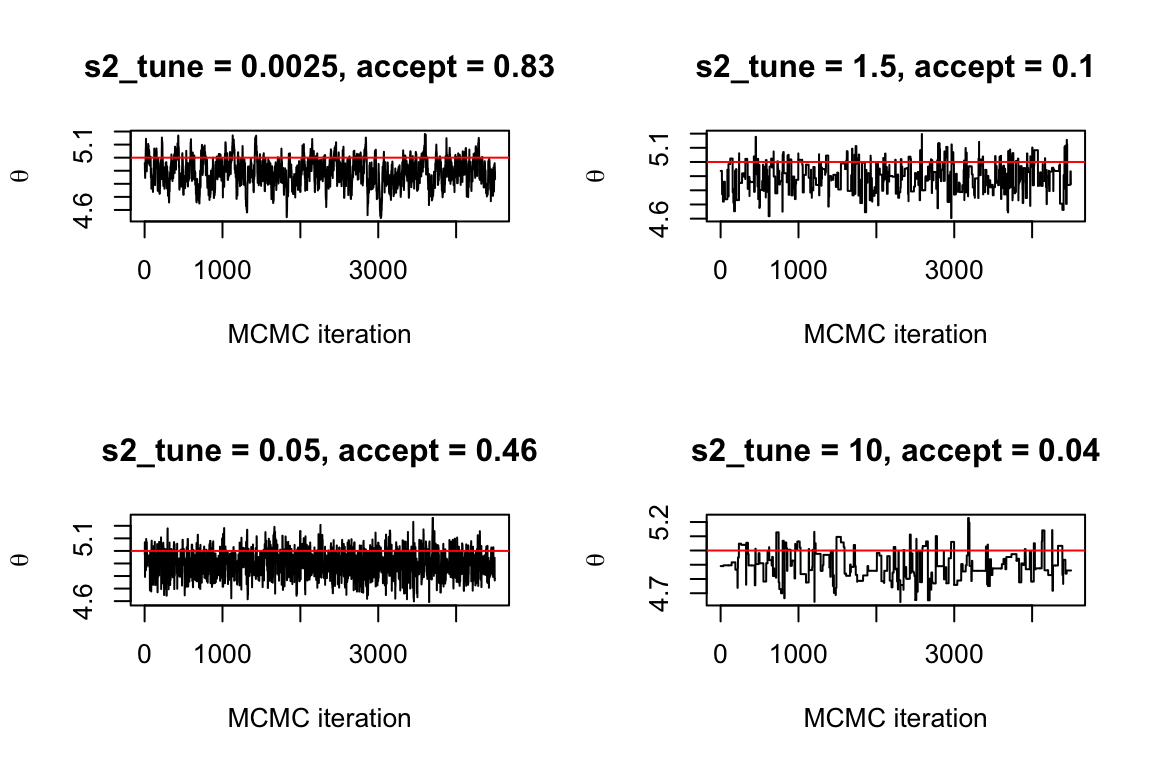 s2_tune = 0.0025, accept = 0.83
θ
5.1
4.6
0 1000 3000
MCMC iteration
s2_tune = 1.5, accept = 0.1
θ
5.1
4.6
0 1000 3000
MCMC iteration
s2_tune = 0.05, accept = 0.46
θ
5.1
4.6
0 1000 3000
MCMC iteration
s2_tune = 10, accept = 0.04
θ
5.2
4.7
0 1000 3000
MCMC iteration